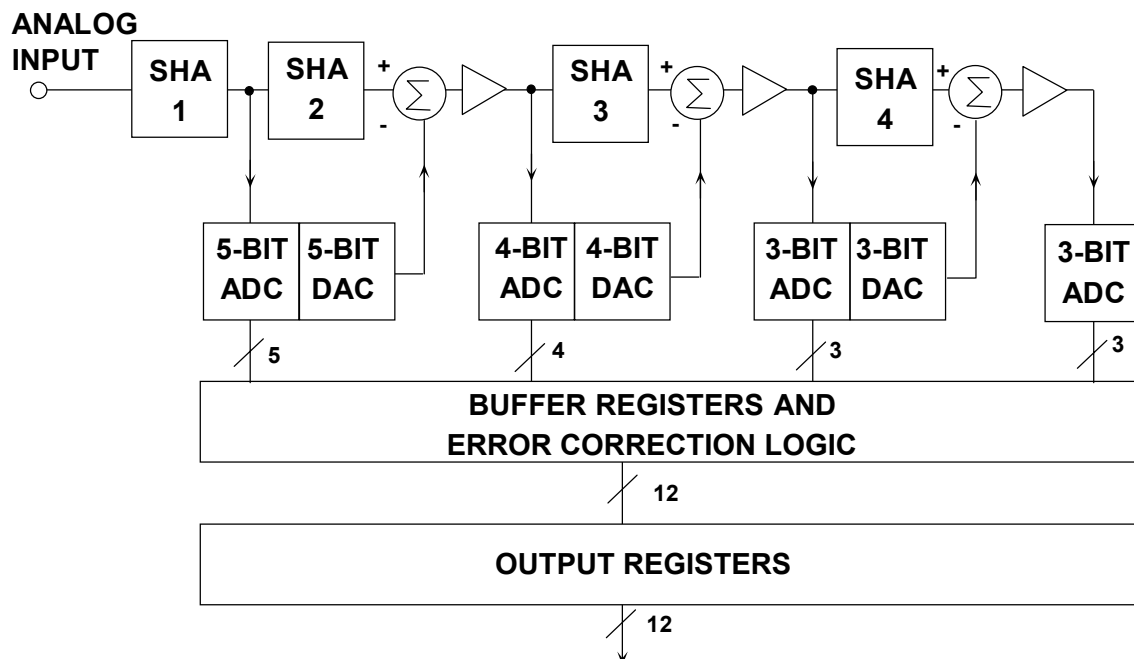 ANALOG
INPUT
SHA
1
SHA
2
+
-
Σ
SHA
3
+
-
Σ
SHA
4
+
-
Σ
5-BIT
ADC
5-BIT
DAC
4-BIT
ADC
4-BIT
DAC
3-BIT
ADC
3-BIT
DAC
3-BIT
ADC
5
4
3
3
BUFFER REGISTERS AND
ERROR CORRECTION LOGIC
12
OUTPUT REGISTERS
12